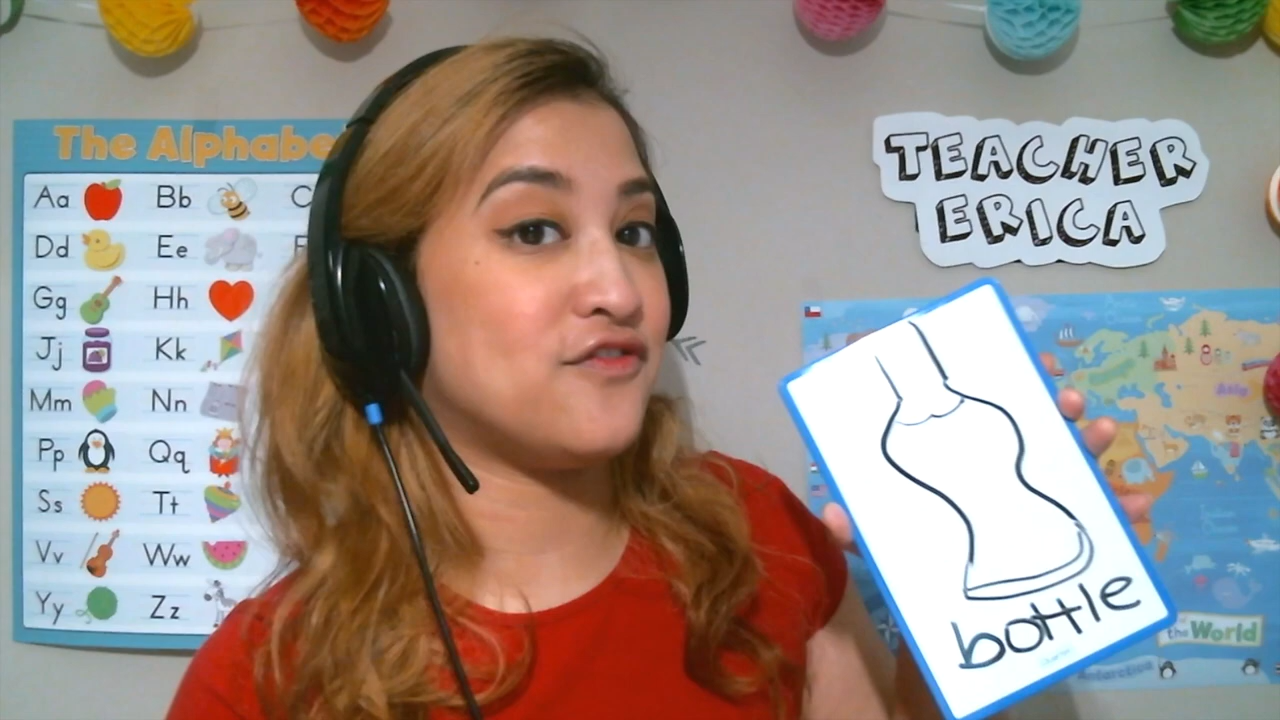 The Alphabe
Aa Bb C
Dd Ee F
Gg Hh
Jj Kk
Mm Nn
Pp Qq
Ss Tt
Vv Ww
Yy Zz
TEACHER
ERICA
bottle
the World
Antarctica